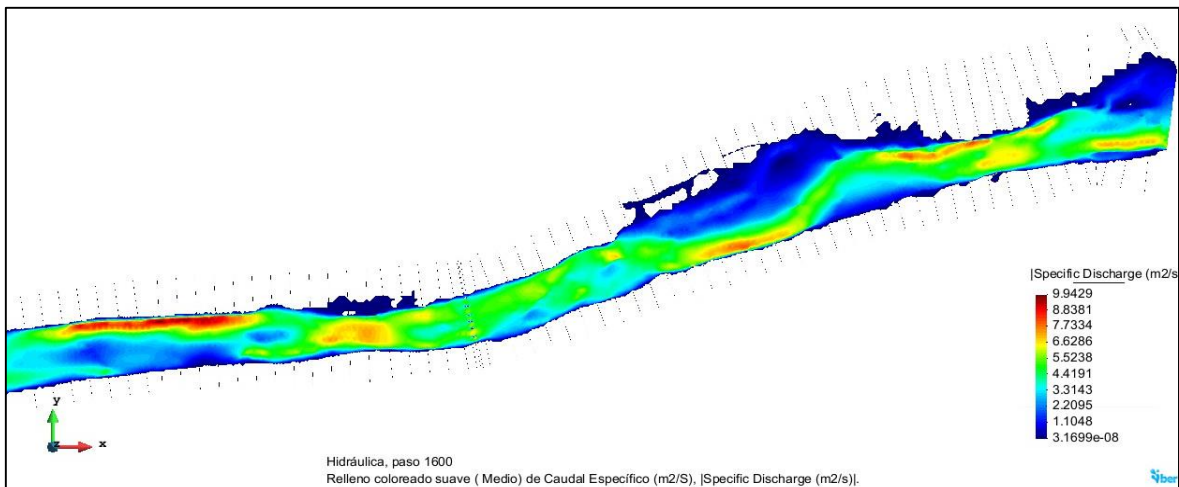 |Specific Discharge (m2/s
9.9429
8.8381
7.7334
6.6286
5.5238
4.4191
3.3143
2.2095
1.1048
3.1699e-08
y
z
x
Hidráulica, paso 1600
Relleno coloreado suave ( Medio) de Caudal Específico (m2/S), |Specific Discharge (m2/s)|.
iber